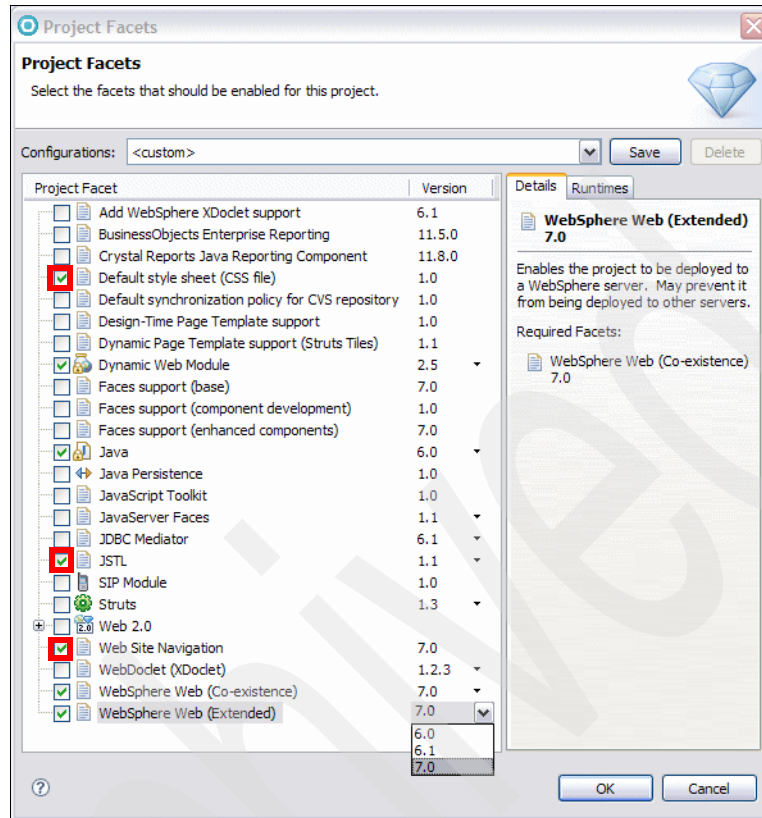 Project Facets
Project Facets
Select the facets that should be enabled for this project.
Configurations: <custom> Save Delete
Project Facet Version
Add WebSphere XDoclet support 6.1
BusinessObjects Enterprise Reporting 11.5.0
Crystal Reports Java Reporting Component 11.8.0
Default style sheet (CSS file) 1.0
Default synchronization policy for CVS repository 1.0
Design-Time Page Template support 1.0
Dynamic Page Template support (Struts Tiles) 1.1
Dynamic Web Module 2.5
Faces support (base) 7.0
Faces support (component development) 1.0
Faces support (enhanced components) 7.0
Java 6.0
Java Persistence 1.0
JavaScript Toolkit 1.0
JavaServer Faces 1.1
JDBC Mediator 6.1
JSTL 1.1
SIP Module 1.0
Struts 1.3
2.0 Web 2.0
Web Site Navigation 7.0
WebDoclet (XDoclet) 1.2.3
WebSphere Web (Co-existence) 7.0
WebSphere Web (Extended) 7.0
6.0
6.1
7.0
Details Runtimes
WebSphere Web (Extended)
7.0
Enables the project to be deployed to
a WebSphere server. May prevent it
from being deployed to other servers.
Required Facets:
WebSphere Web (Co-existence)
7.0
? OK Cancel